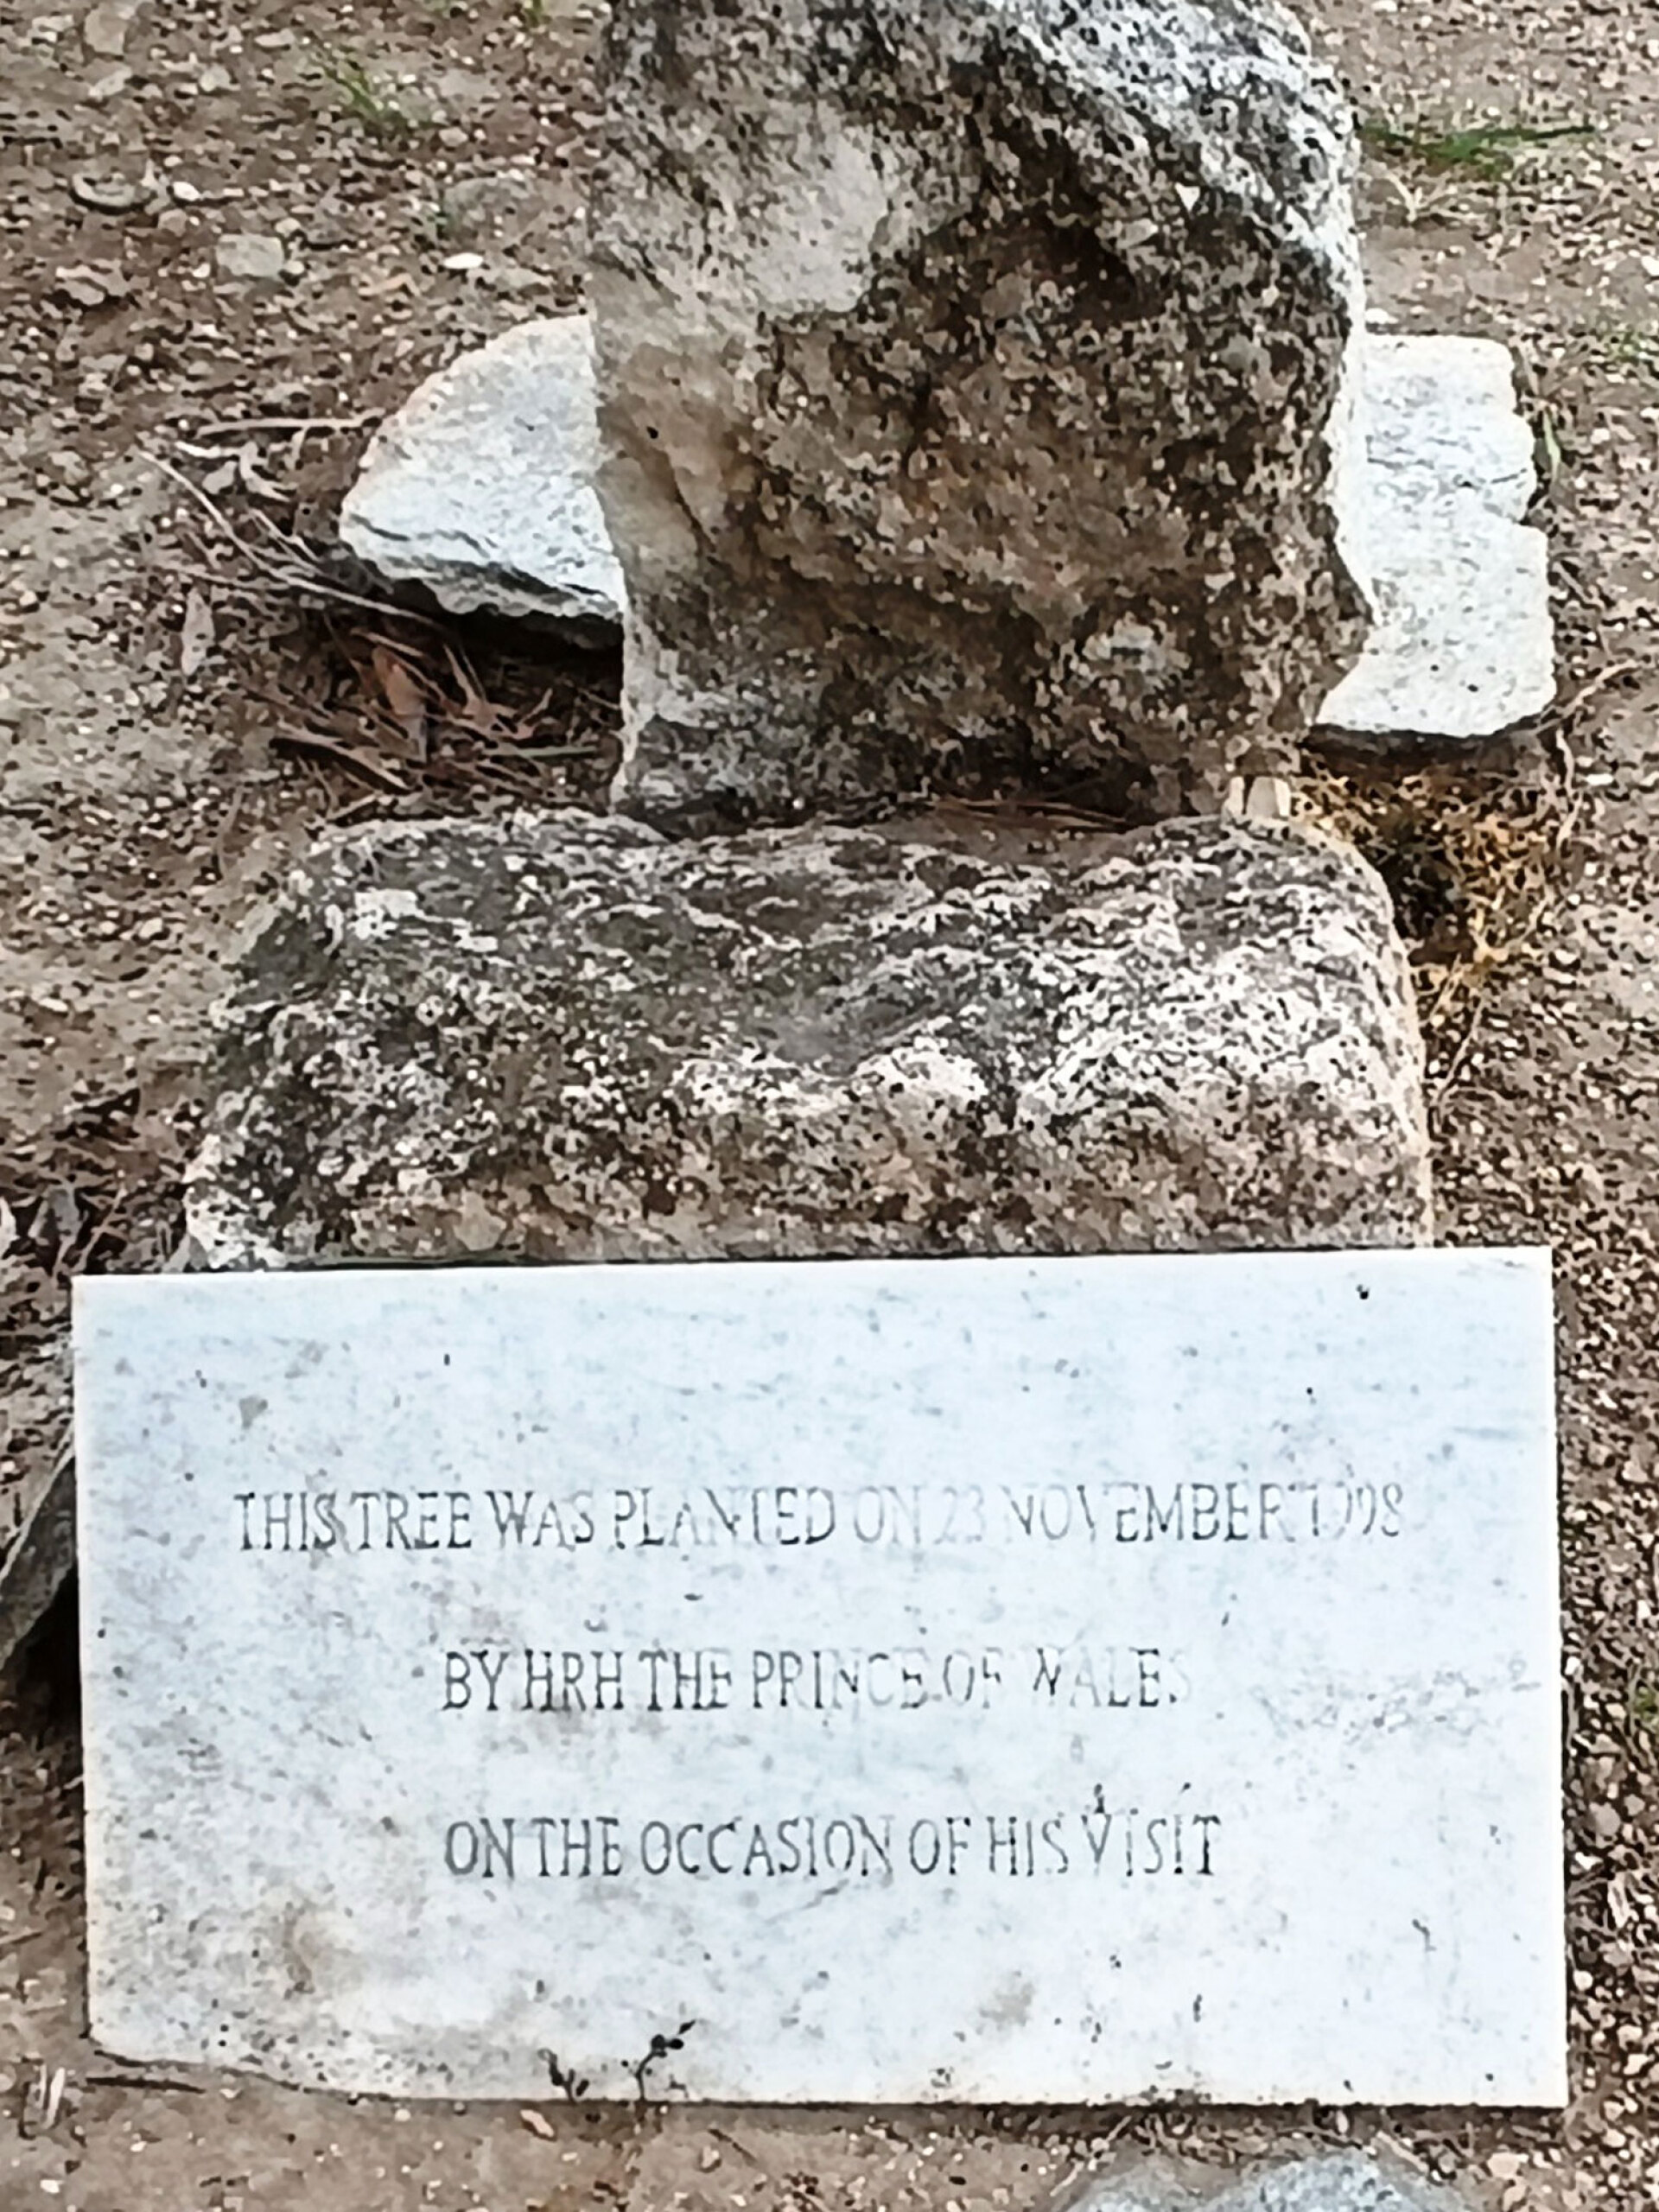 THIS TREE WAS PLANTED ON 23 NOVEMBER 1998
BY HRH THE PRINCE OF WALES
ON THE OCCASION OF HIS VISIT